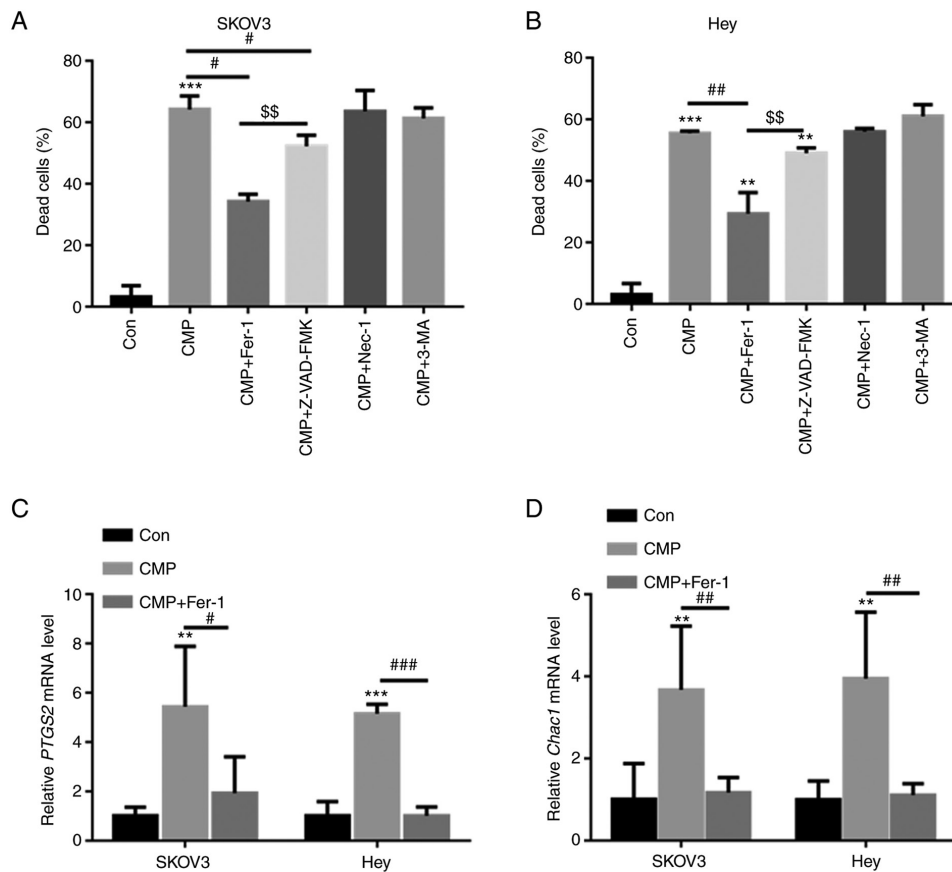 A
SKOV3
Dead cells (%)
80
60
40
20
0
#
#
$$
***
Con
CMP
CMP+Fer-1
CMP+Z-VAD-FMK
CMP+Nec-1
CMP+3-MA
B
Hey
Dead cells (%)
80
60
40
20
0
##
$$
***
**
**
Con
CMP
CMP+Fer-1
CMP+Z-VAD-FMK
CMP+Nec-1
CMP+3-MA
C
Con
CMP
CMP+Fer-1
Relative PTGS2 mRNA level
10
8
6
4
2
0
**
#
***
###
SKOV3
Hey
D
Con
CMP
CMP+Fer-1
Relative Chac1 mRNA level
6
4
2
0
**
##
**
##
SKOV3
Hey